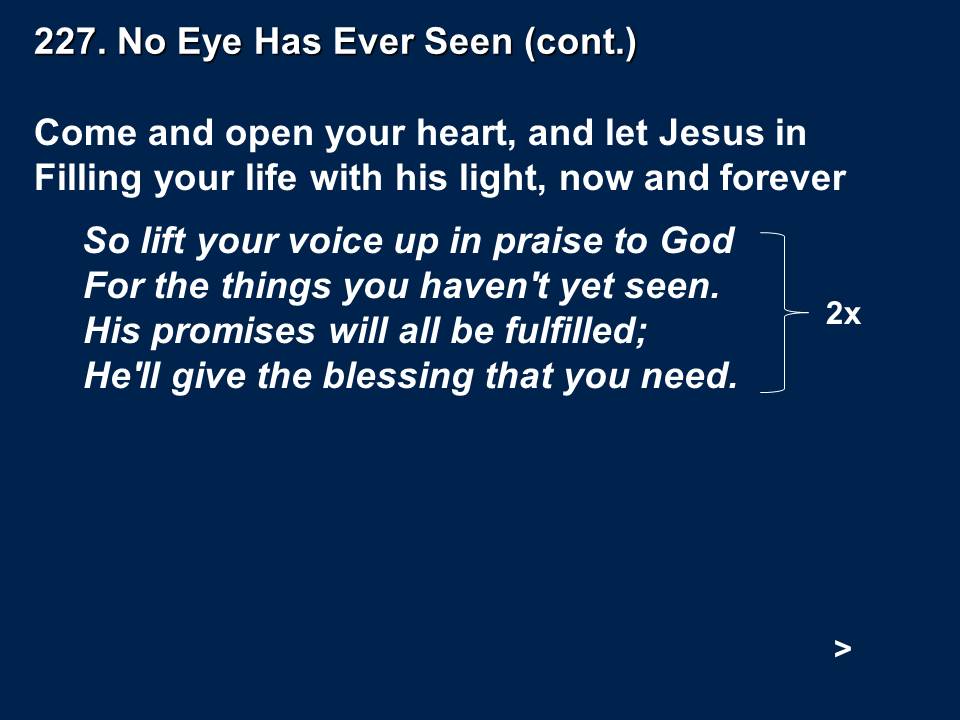 227. No Eye Has Ever Seen (cont.)
Come and open your heart, and let Jesus in
Filling your life with his light, now and forever
So lift your voice up in praise to God
For the things you haven't yet seen.
His promises will all be fulfilled;
He'll give the blessing that you need.
2x
>